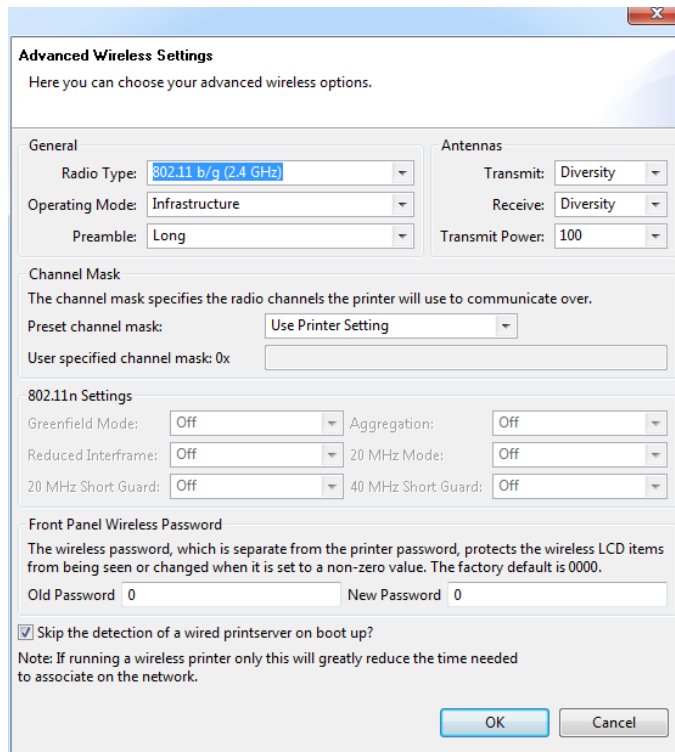 Advanced Wireless Settings
Here you can choose your advanced wireless options.
General
Radio Type: 802.11 b/g (2.4 GHz)
Operating Mode: Infrastructure
Preamble: Long
Antennas
Transmit: Diversity
Receive: Diversity
Transmit Power: 100
Channel Mask
The channel mask specifies the radio channels the printer will use to communicate over.
Preset channel mask: Use Printer Setting
User specified channel mask: 0x
802.11n Settings
Greenfield Mode: Off Aggregation: Off
Reduced Interframe: Off 20 MHz Mode: Off
20 MHz Short Guard: Off 40 MHz Short Guard: Off
Front Panel Wireless Password
The wireless password, which is separate from the printer password, protects the wireless LCD items
from being seen or changed when it is set to a non-zero value. The factory default is 0000.
Old Password 0 New Password 0
Skip the detection of a wired printserver on boot up?
Note: If running a wireless printer only this will greatly reduce the time needed
to associate on the network.
OK Cancel